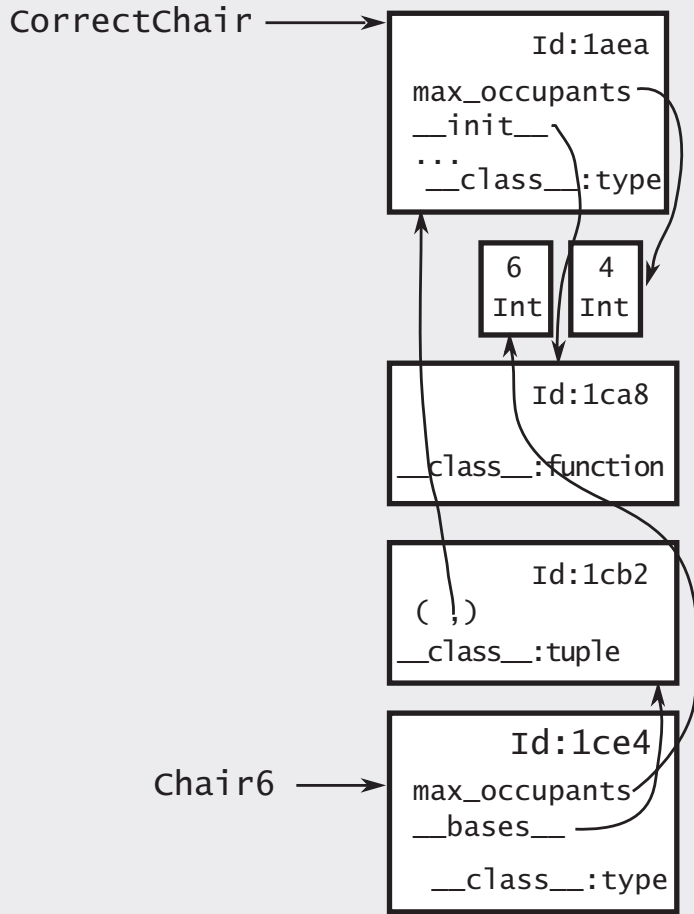 CorrectChair
Id:1aea
max_occupants
__init__
...
__class__:type
6
Int
4
Int
Id:1ca8
__class__:function
Id:1cb2
( ,)
__class__:tuple
Chair6
Id:1ce4
max_occupants
__bases__
__class__:type